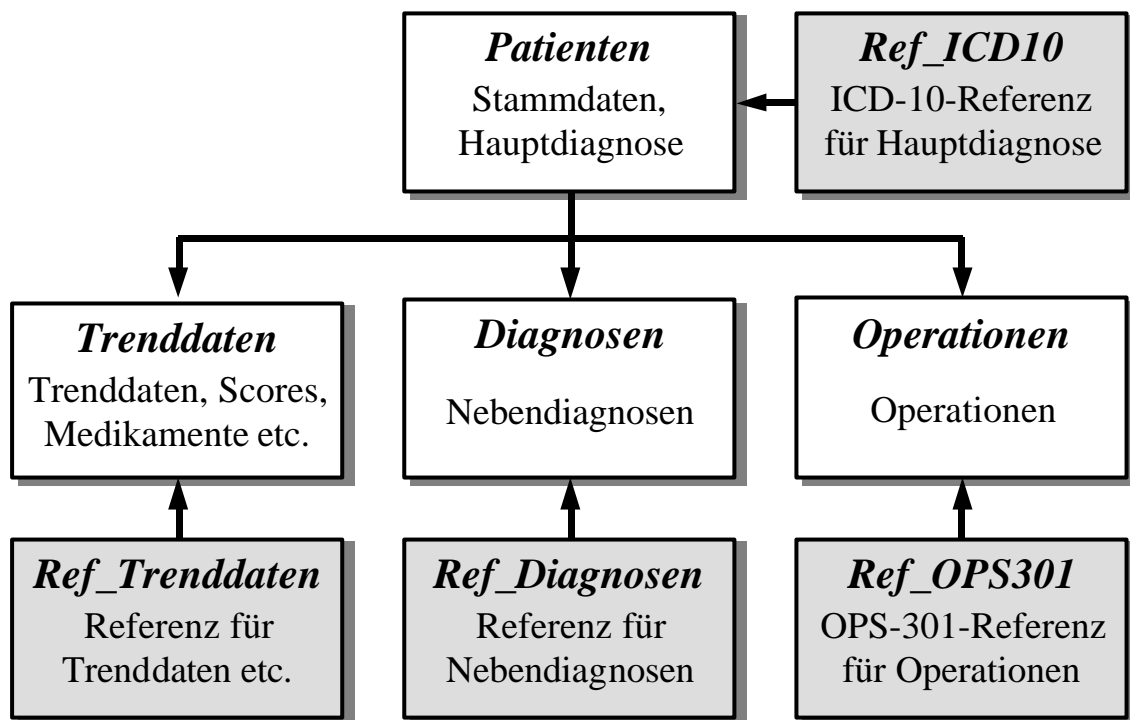 Patienten
Stammdaten,
Hauptdiagnose
Ref_ICD10
ICD-10-Referenz
für Hauptdiagnose
Trenddaten
Trenddaten, Scores,
Medikamente etc.
Diagnosen
Nebendiagnosen
Operationen
Operationen
Ref_Trenddaten
Referenz für
Trenddaten etc.
Ref_Diagnosen
Referenz für
Nebendiagnosen
Ref_OPS301
OPS-301-Referenz
für Operationen